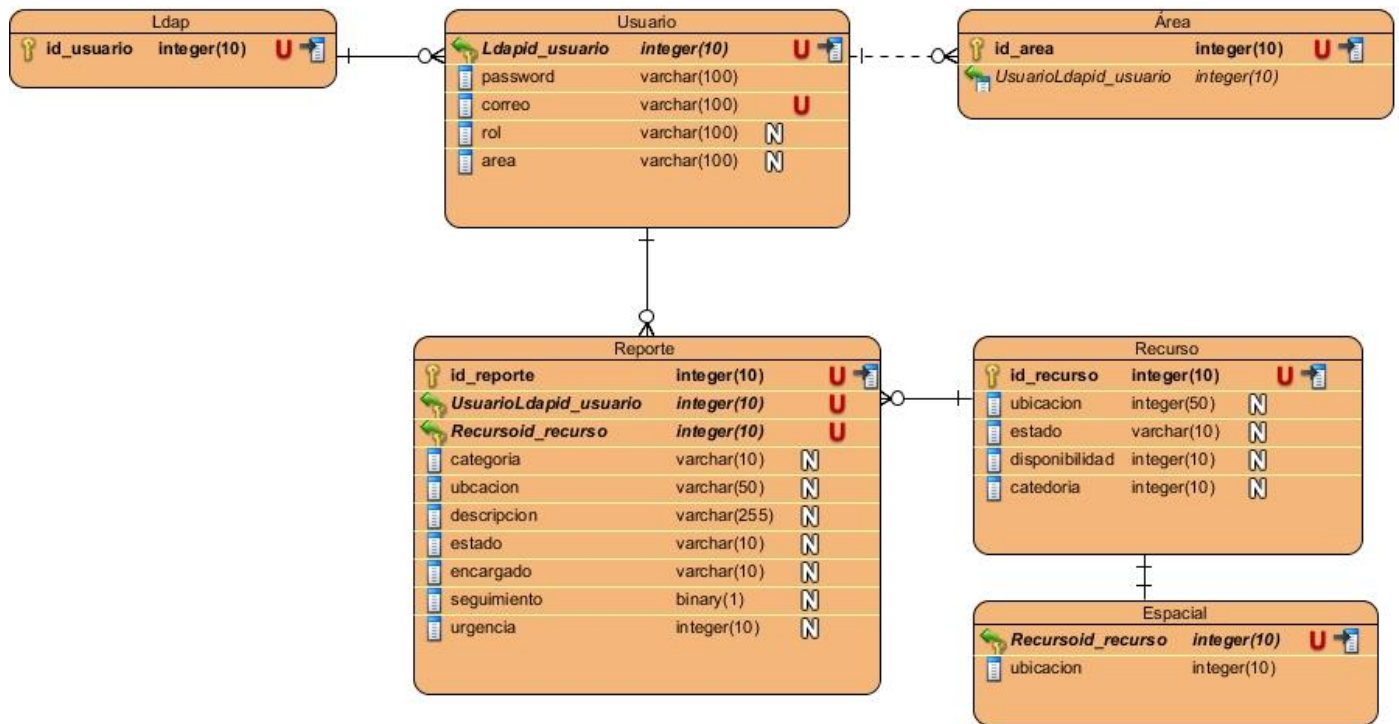 Ldap
id_usuario integer(10) U
Usuario
Ldapid_usuario integer(10) U
password varchar(100)
correo varchar(100) U
rol varchar(100) N
area varchar(100) N
Área
id_area integer(10) U
UsuarioLdapid_usuario integer(10)
Reporte
id_reporte integer(10) U
UsuarioLdapid_usuario integer(10) U
Recursoid_recurso integer(10) U
categoria varchar(10) N
ubcacion varchar(50) N
descripcion varchar(255) N
estado varchar(10) N
encargado varchar(10) N
seguimiento binary(1) N
urgencia integer(10) N
Recurso
id_recurso integer(10) U
ubicacion integer(50) N
estado varchar(10) N
disponibilidad integer(10) N
catedoria integer(10) N
Espacial
Recursoid_recurso integer(10) U
ubicacion integer(10)